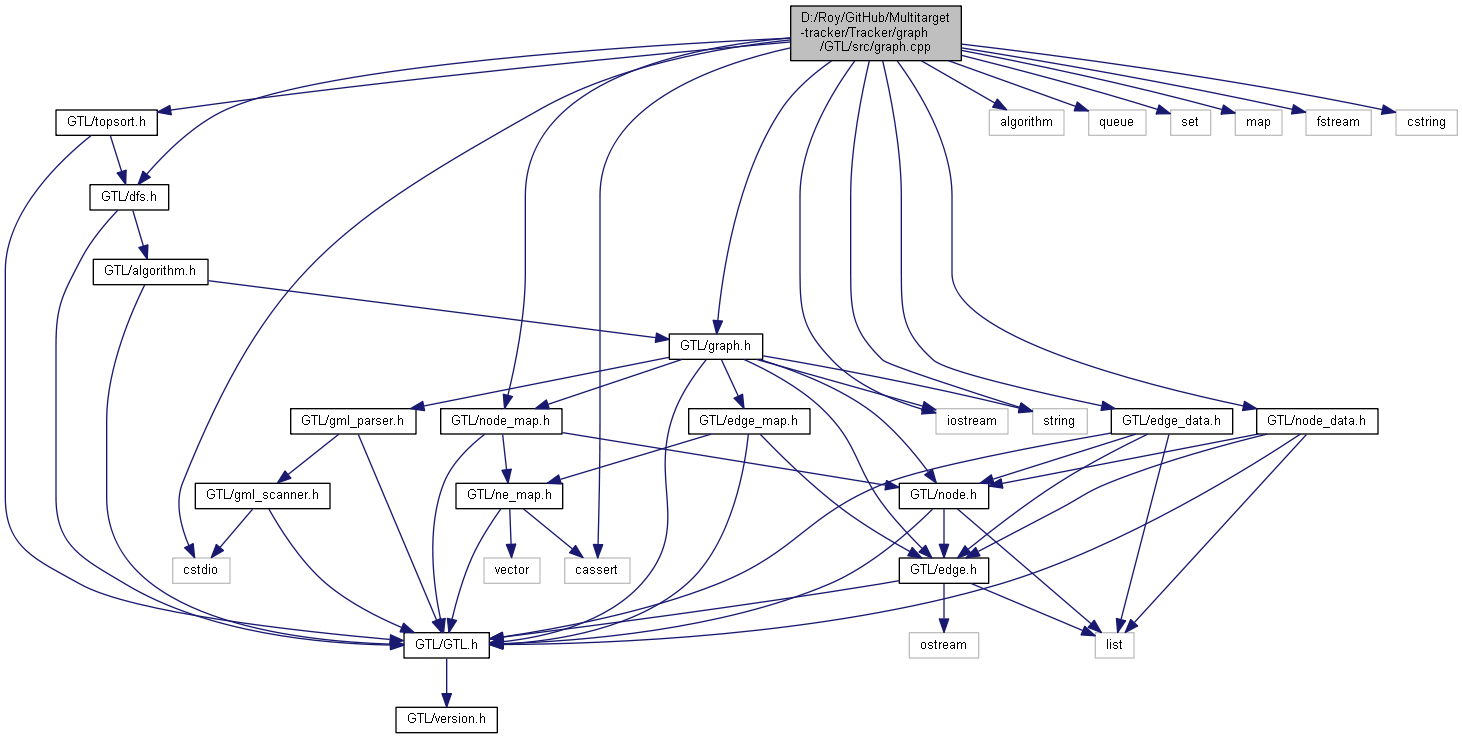 D:/Roy/GitHub/Multitarget
-tracker/Tracker/graph
/GTL/src/graph.cpp
GTL/topsort.h
algorithm
queue
set
map
fstream
cstring
GTL/dfs.h
GTL/algorithm.h
GTL/graph.h
GTL/gml_parser.h
GTL/node_map.h
GTL/edge_map.h
iostream
string
GTL/edge_data.h
GTL/node_data.h
GTL/gml_scanner.h
GTL/ne_map.h
GTL/node.h
cstdio
vector
cassert
GTL/edge.h
GTL/GTL.h
ostream
list
GTL/version.h